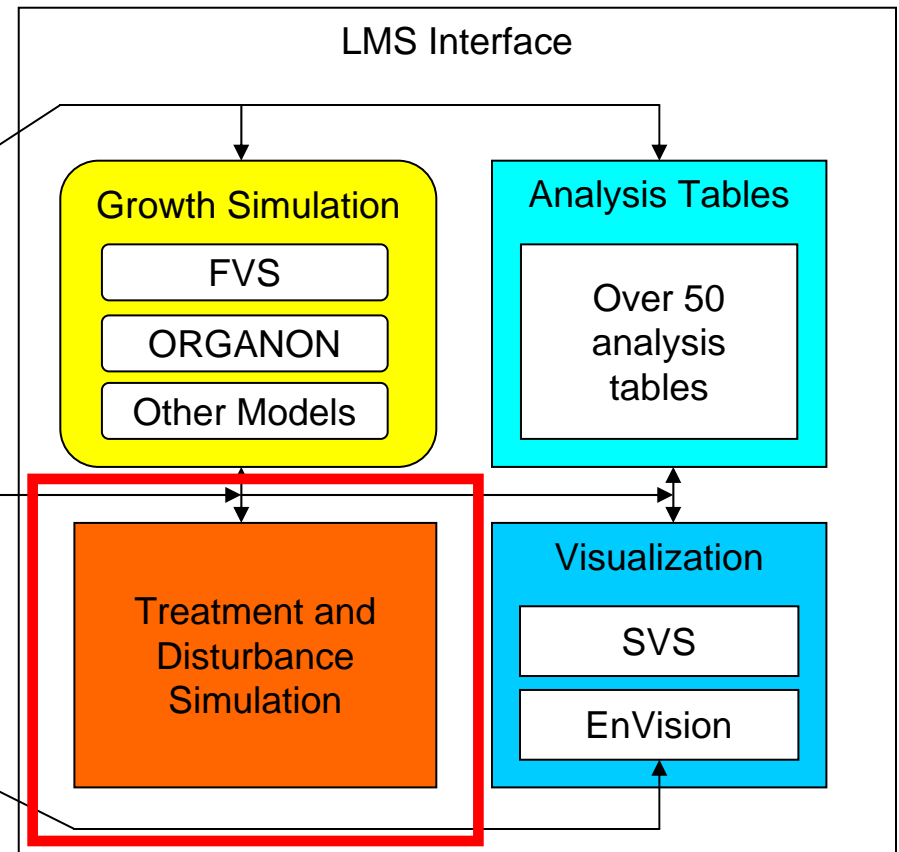 LMS Interface
Growth Simulation
FVS
ORGANON
Other Models
Analysis Tables
Over 50
analysis
tables
Treatment and
Disturbance
Simulation
Visualization
SVS
EnVision